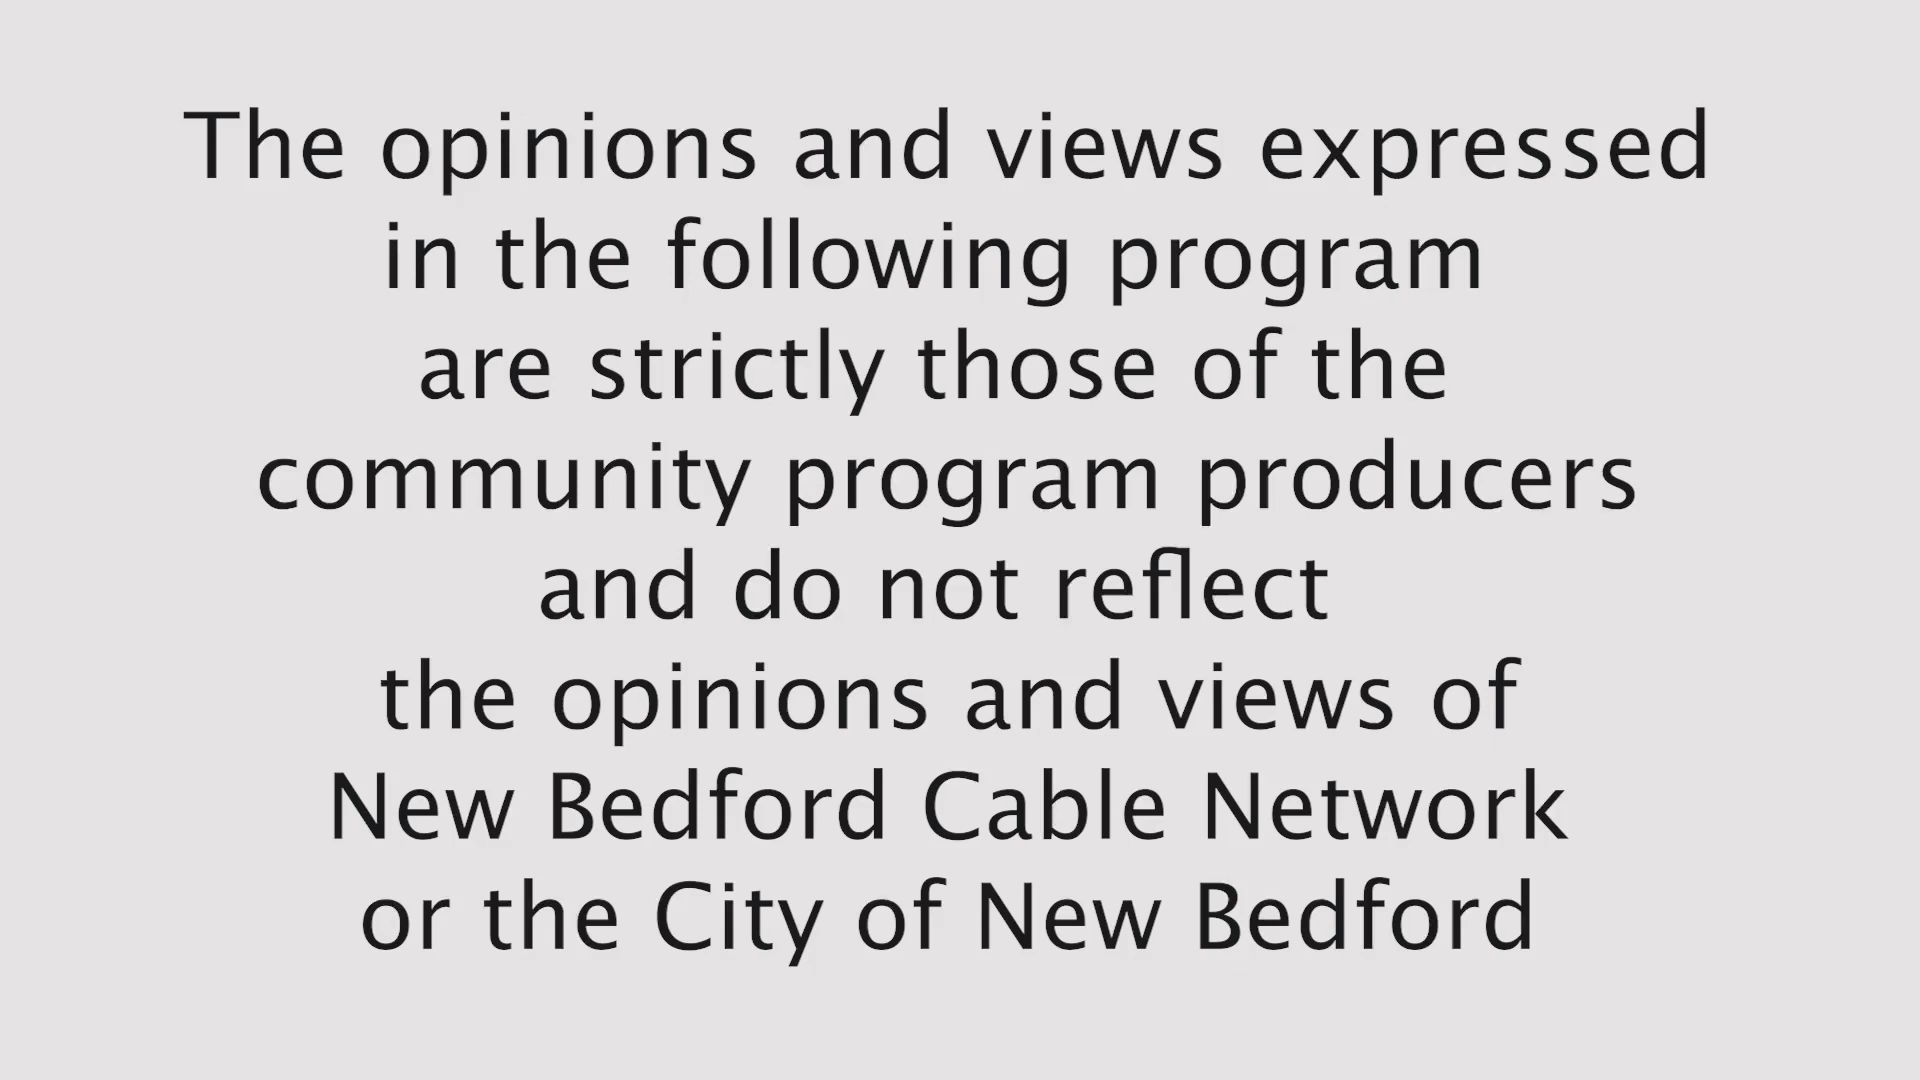 The opinions and views expressed
in the following program
are strictly those of the
community program producers
and do not reflect
the opinions and views of
New Bedford Cable Network
or the City of New Bedford